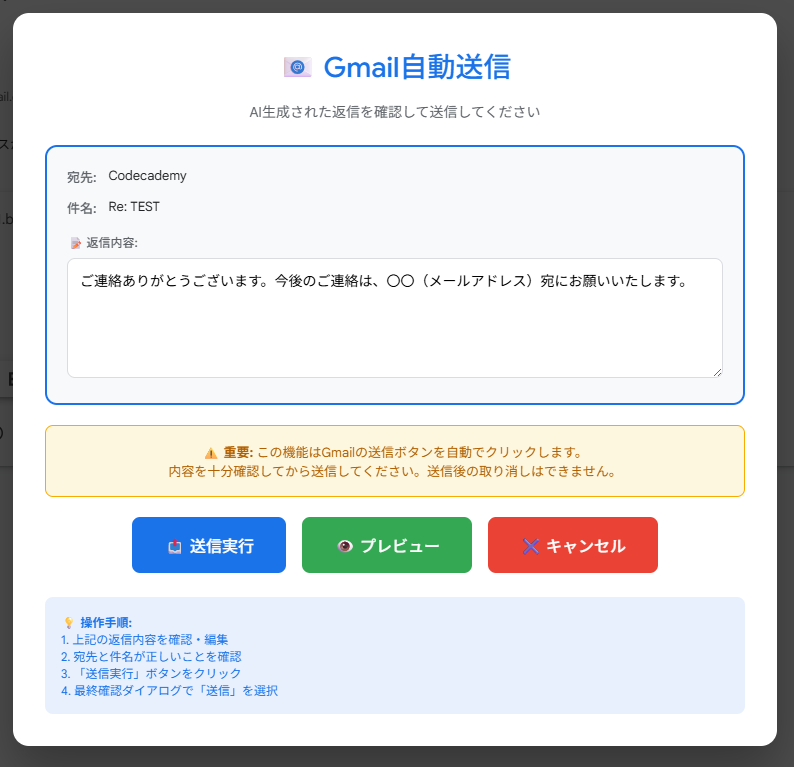 Gmail自動送信
AI生成された返信を確認して送信してください
宛先: Codecademy
件名: Re: TEST
返信内容:
ご連絡ありがとうございます。今後のご連絡は、〇〇（メールアドレス）宛にお願いいたします。
重要: この機能はGmailの送信ボタンを自動でクリックします。
内容を十分確認してから送信してください。送信後の取り消しはできません。
送信実行 プレビュー キャンセル
操作手順:
1. 上記の返信内容を確認・編集
2. 宛先と件名が正しいことを確認
3. 「送信実行」ボタンをクリック
4. 最終確認ダイアログで「送信」を選択